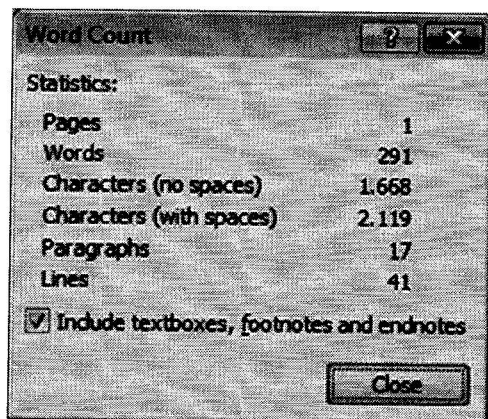 Word Count
?
X
Statistics:
Pages 1
Words 291
Characters (no spaces) 1.668
Characters (with spaces) 2.119
Paragraphs 17
Lines 41
Include textboxes, footnotes and endnotes
Close